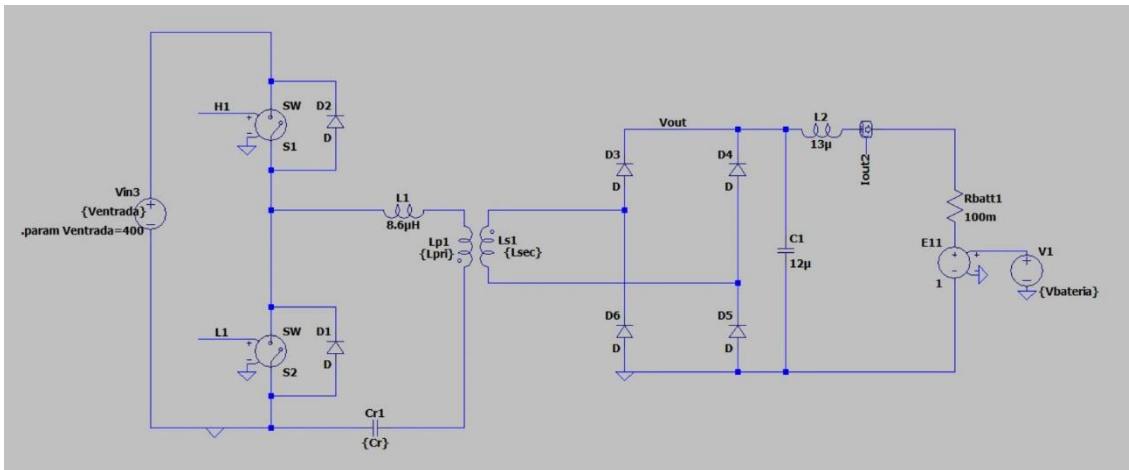 Vin3
{Ventrada}
.param Ventrada=400
H1
SW
S1
D2
D
L1
SW
S2
D1
D
L1
8.6µH
Lp1
{Lpri}
Ls1
{Lsec}
Cr1
{Cr}
Vout
D3
D
D4
D
D6
D
D5
D
C1
12µ
L2
13µ
Iout2
Rbatt1
100m
E11
1
V1
{Vbateria}